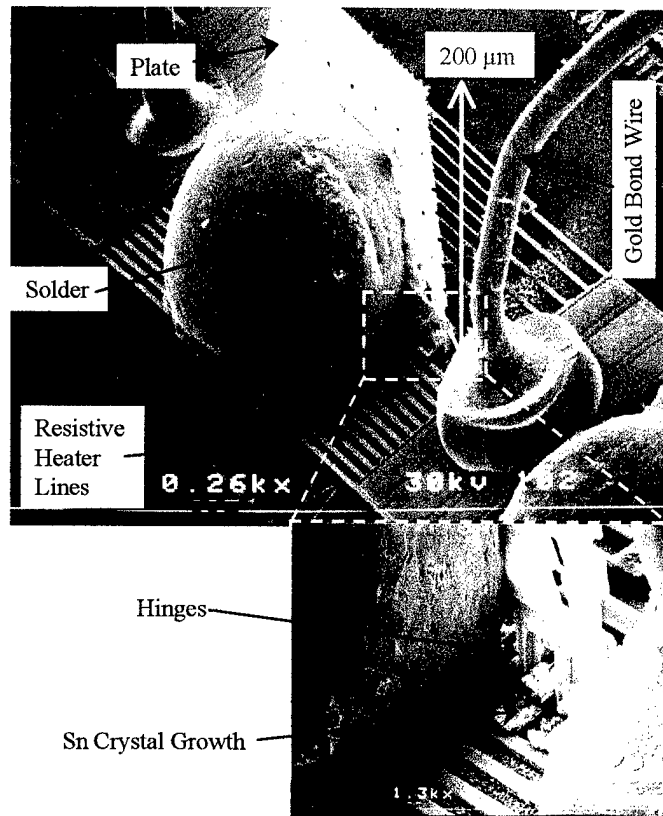 Plate
200 µm
Gold Bond Wire
Solder
Resistive
Heater
Lines
0.26kx
30kv 102
Hinges
Sn Crystal Growth
1.3kx